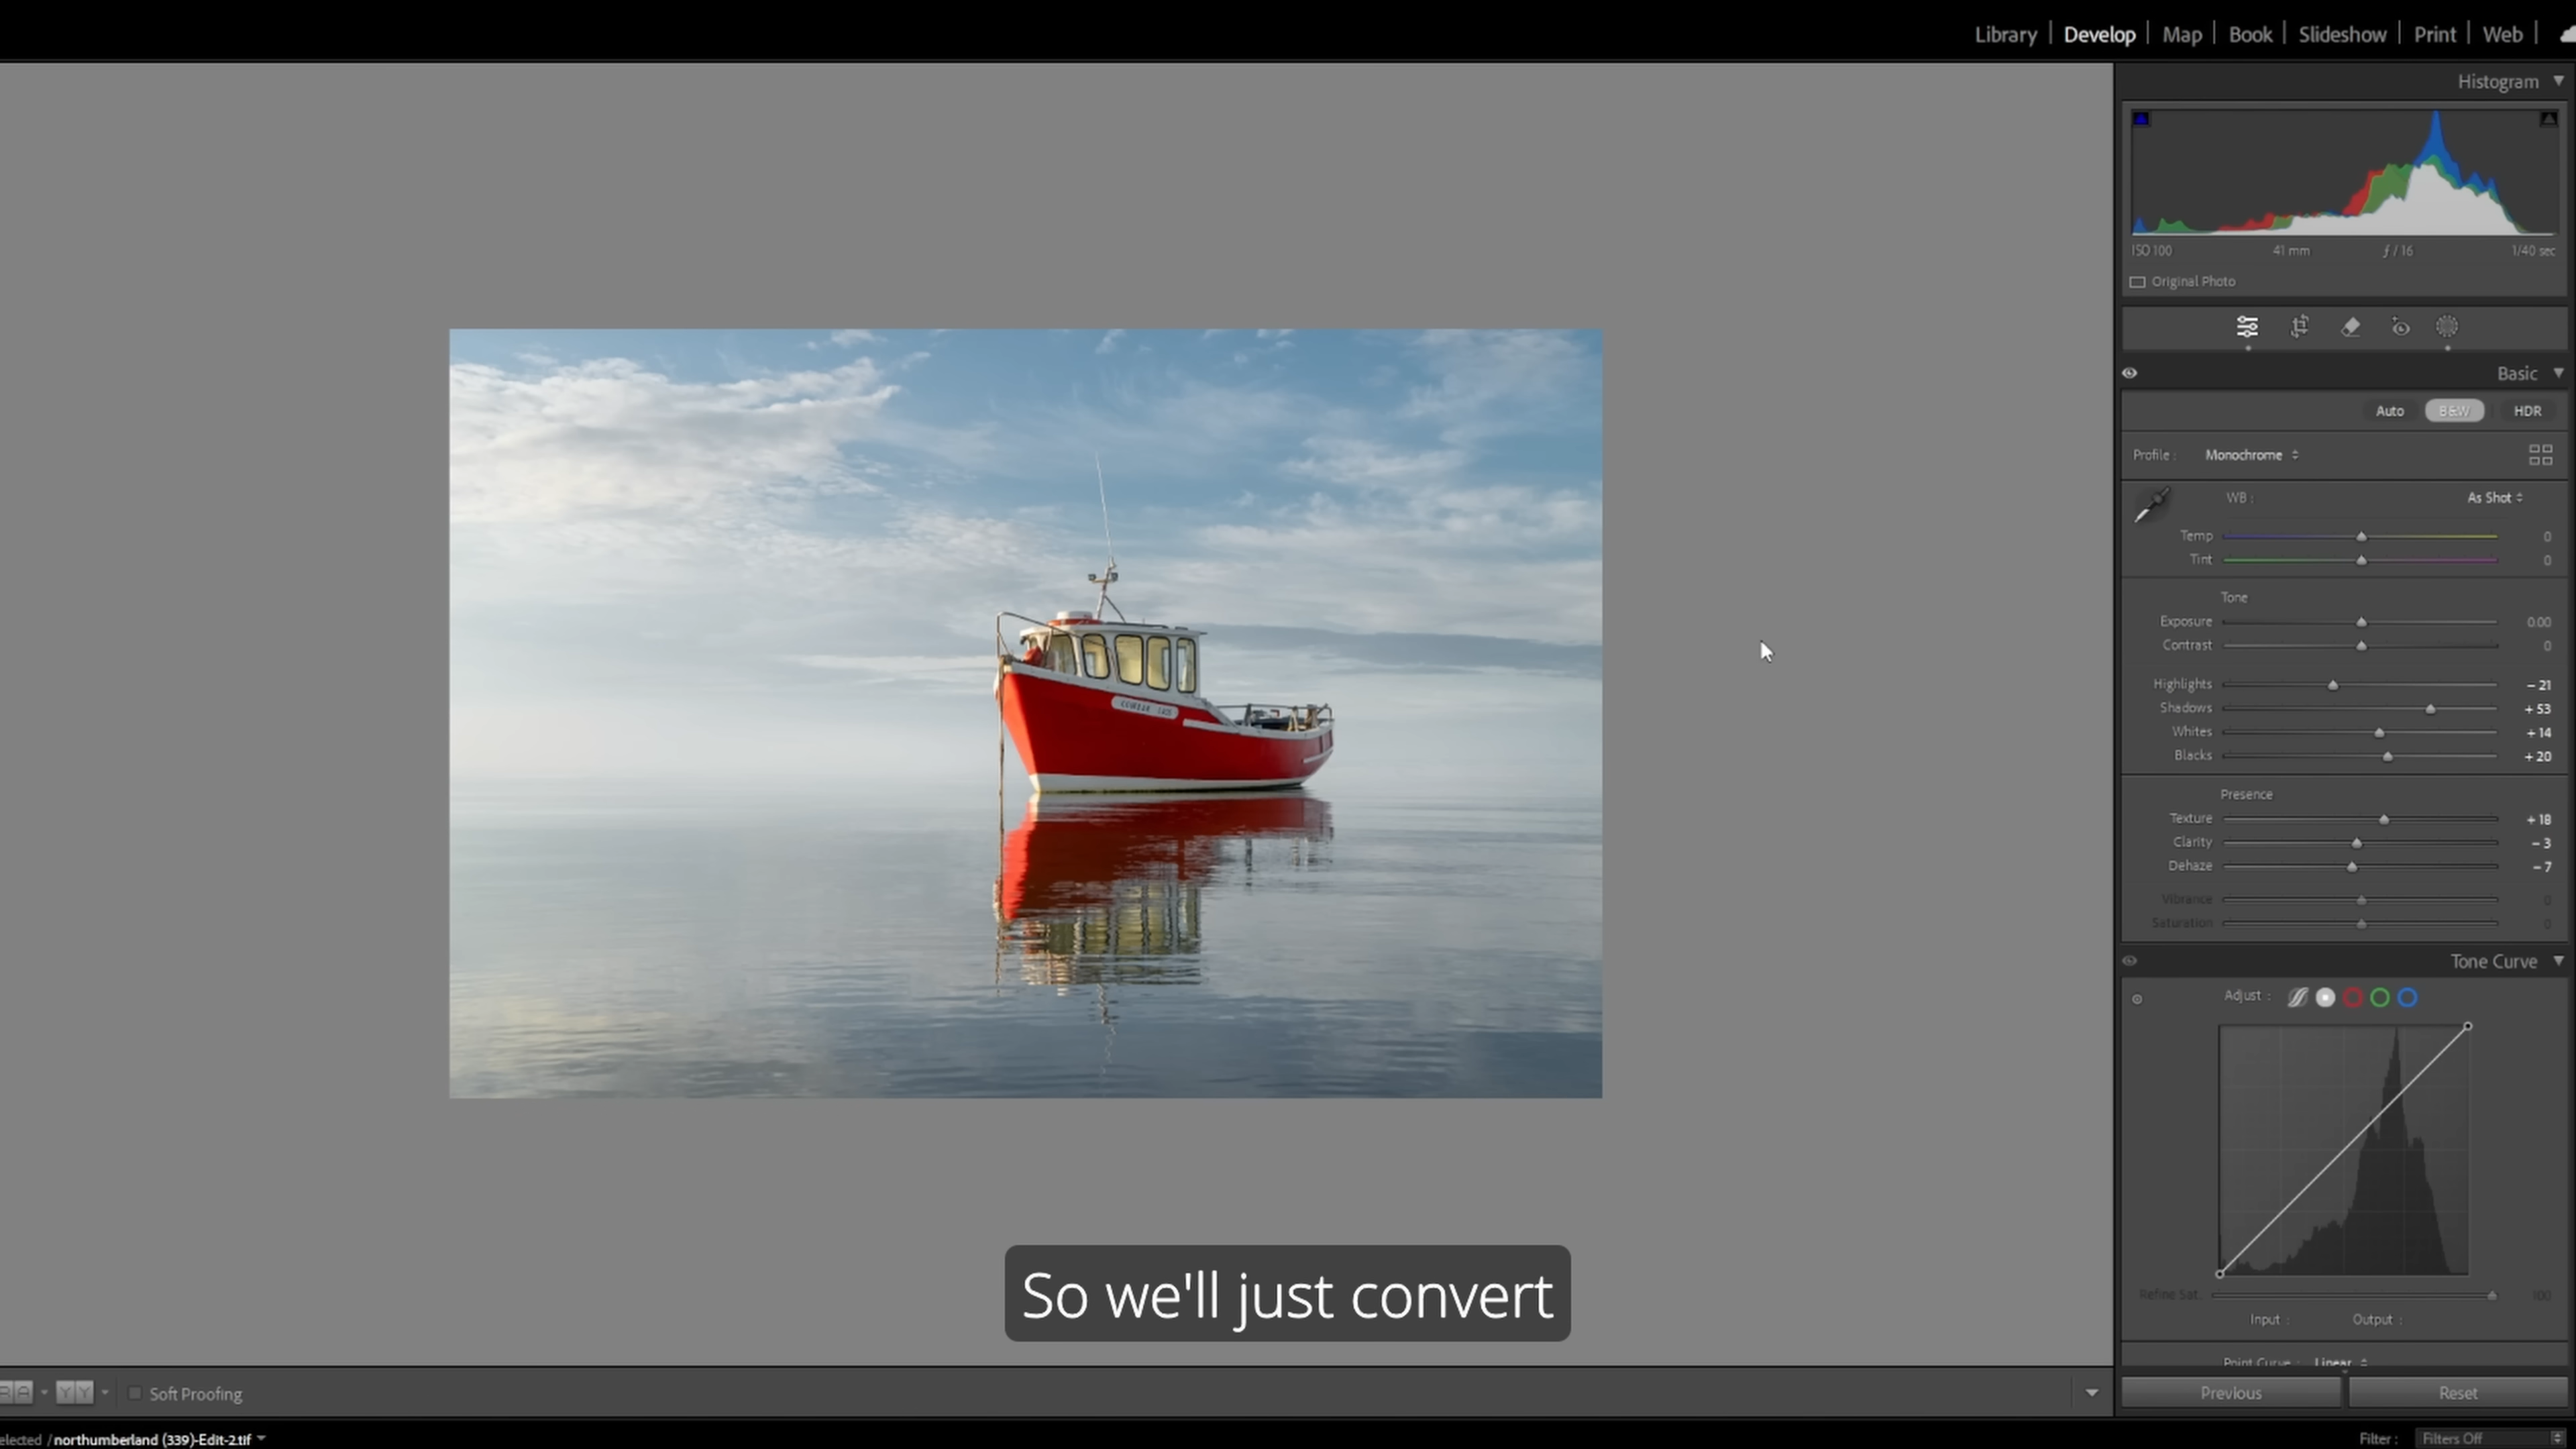 Library | Develop | Map | Book | Slideshow | Print | Web |
Histogram
ISO 100 41 mm ƒ / 16 1/40 sec
Original Photo
Basic
Auto B&W HDR
Profile : Monochrome
WB : As Shot
Temp 0
Tint 0
Tone
Exposure 0.00
Contrast 0
Highlights – 21
Shadows + 53
Whites + 14
Blacks + 20
Presence
Texture + 18
Clarity – 3
Dehaze – 7
Vibrance 0
Saturation 0
Tone Curve
Adjust :
Refine Sat. 100
Input : Output :
Point Curve : Linear
So we'll just convert
R A Y Y Soft Proofing
Previous Reset
elected / northumberland (339)-Edit-2.tif
Filter : Filters Off